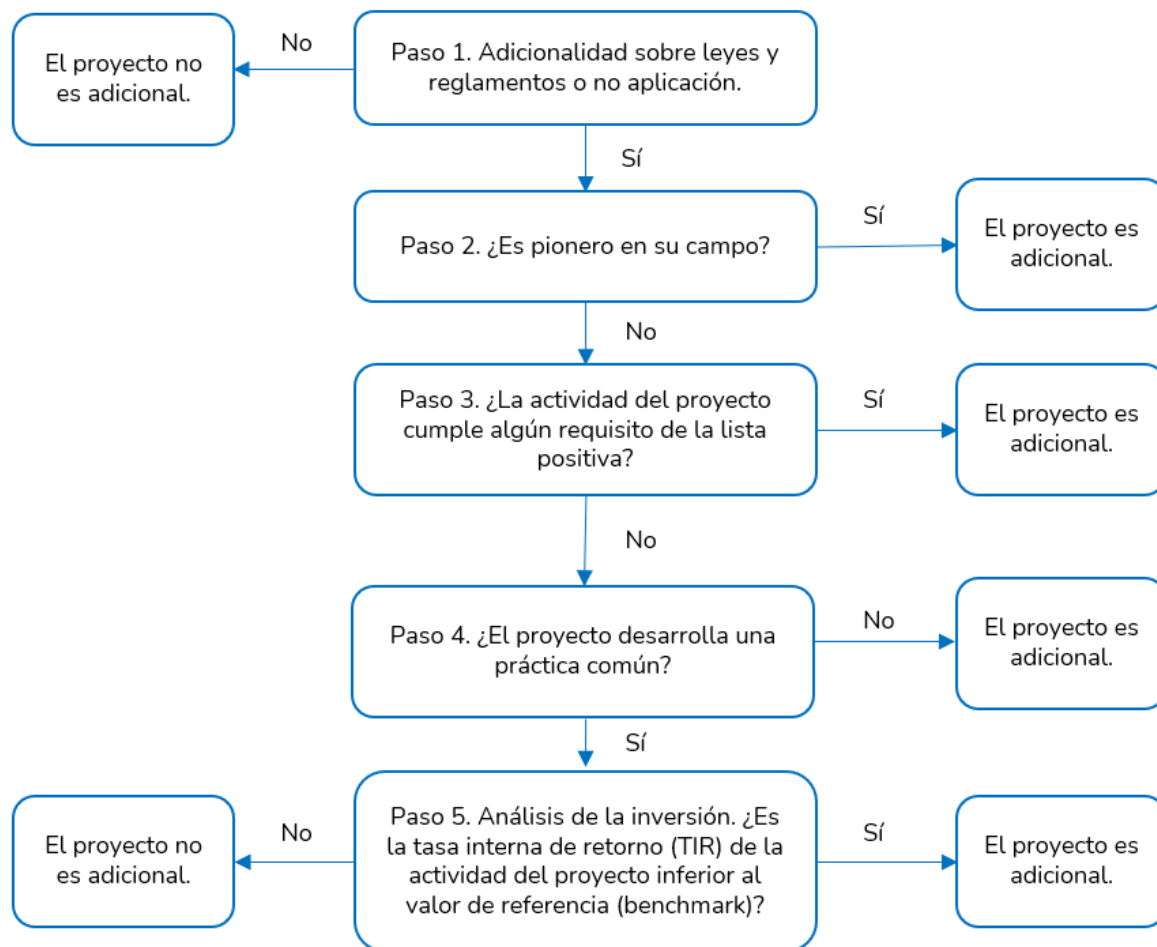 No
El proyecto no
es adicional.
Paso 1. Adicionalidad sobre leyes y
reglamentos o no aplicación.
Sí
Paso 2. ¿Es pionero en su campo?
Sí
El proyecto es
adicional.
No
Paso 3. ¿La actividad del proyecto
cumple algún requisito de la lista
positiva?
Sí
El proyecto es
adicional.
No
Paso 4. ¿El proyecto desarrolla una
práctica común?
No
El proyecto es
adicional.
Sí
El proyecto no
es adicional.
No
Paso 5. Análisis de la inversión. ¿Es
la tasa interna de retorno (TIR) de la
actividad del proyecto inferior al
valor de referencia (benchmark)?
Sí
El proyecto es
adicional.